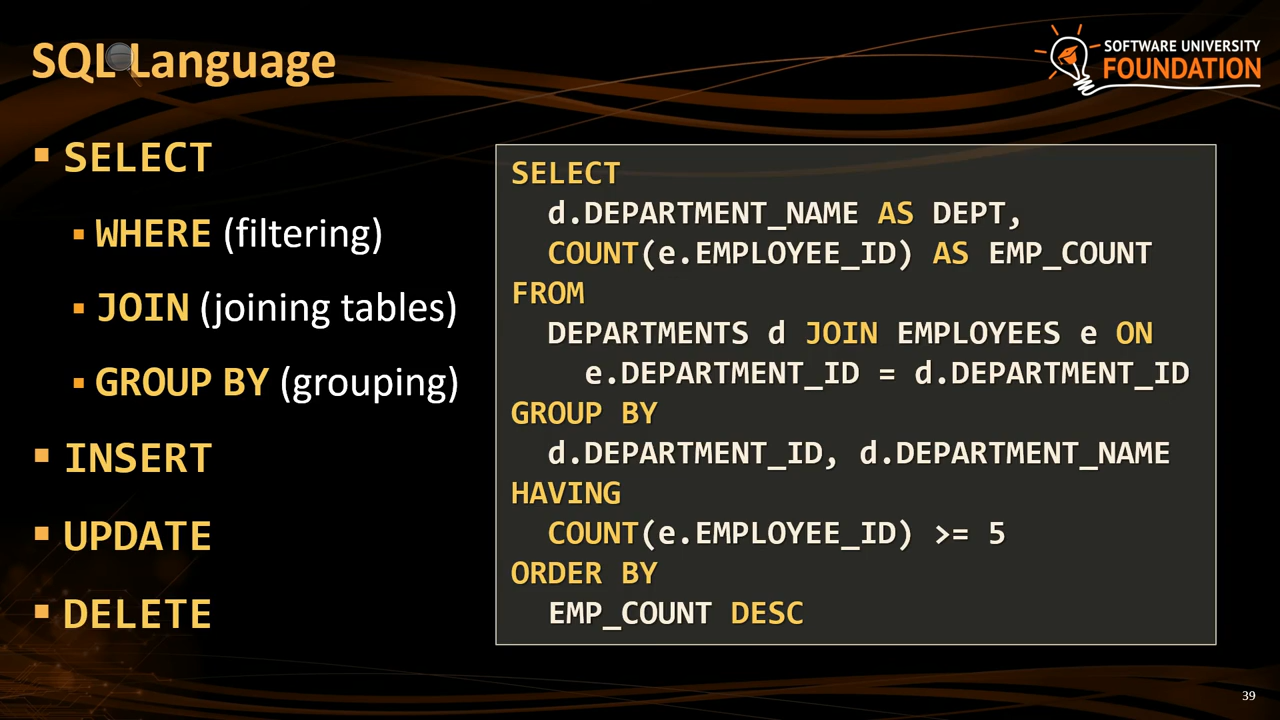 SQL Language
SOFTWARE UNIVERSITY
FOUNDATION
SELECT
WHERE (filtering)
JOIN (joining tables)
GROUP BY (grouping)
INSERT
UPDATE
DELETE
SELECT
d.DEPARTMENT_NAME AS DEPT,
COUNT(e.EMPLOYEE_ID) AS EMP_COUNT
FROM
DEPARTMENTS d JOIN EMPLOYEES e ON
e.DEPARTMENT_ID = d.DEPARTMENT_ID
GROUP BY
d.DEPARTMENT_ID, d.DEPARTMENT_NAME
HAVING
COUNT(e.EMPLOYEE_ID) >= 5
ORDER BY
EMP_COUNT DESC
39